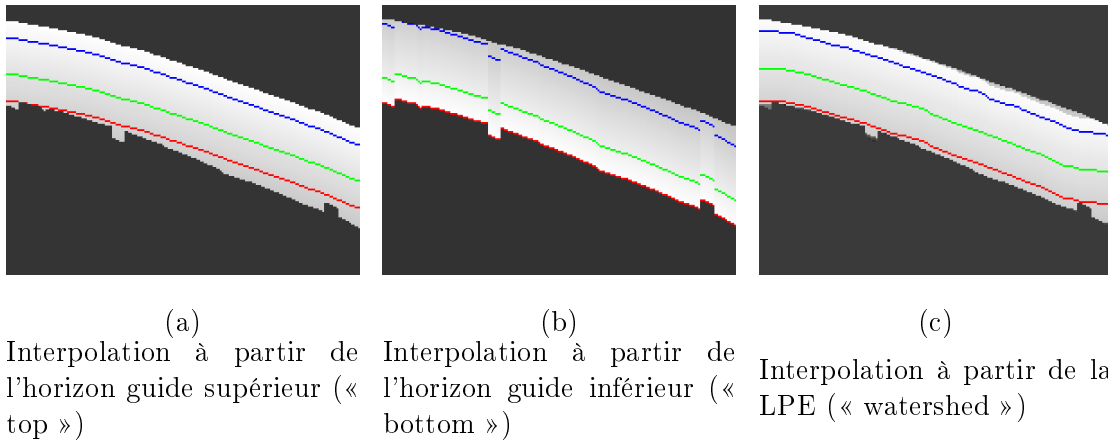 (a)
Interpolation à partir de
l'horizon guide supérieur («
top »)
(b)
Interpolation à partir de
l'horizon guide inférieur («
bottom »)
(c)
Interpolation à partir de la
LPE (« watershed »)